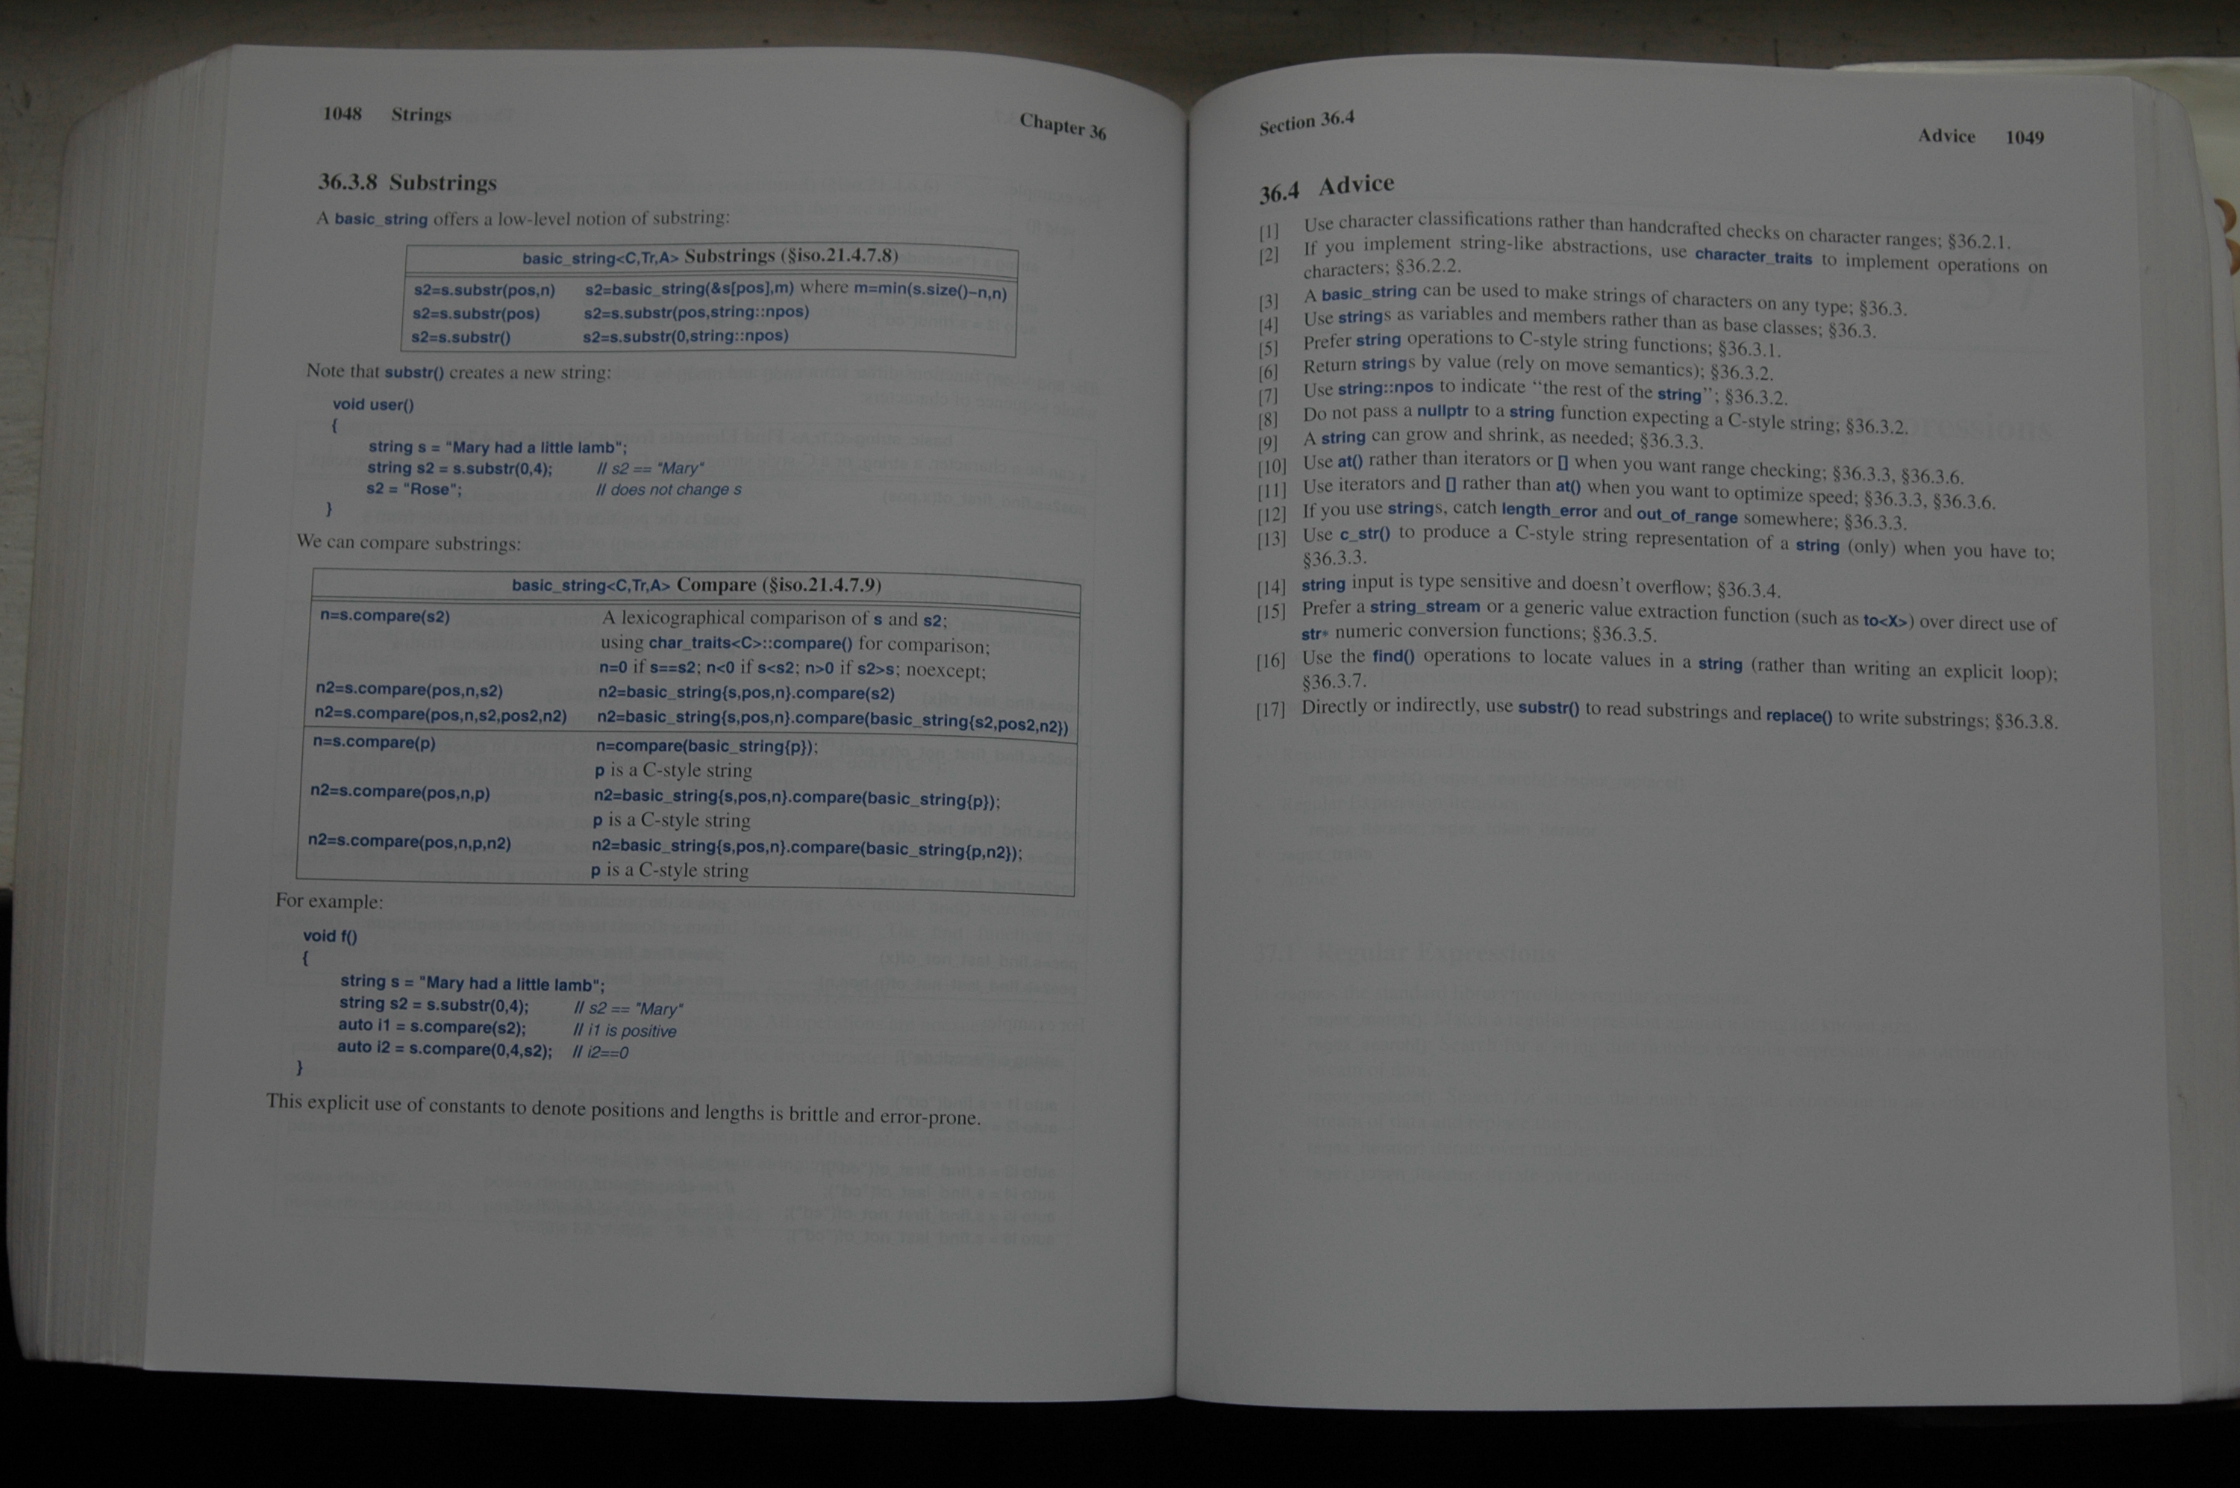 1048 Strings Chapter 36
36.3.8 Substrings
A basic_string offers a low-level notion of substring:
basic_string<C,Tr,A> Substrings (§iso.21.4.7.8)
s2=s.substr(pos,n) s2=basic_string(&s[pos],m) where m=min(s.size()−n,n)
s2=s.substr(pos) s2=s.substr(pos,string::npos)
s2=s.substr() s2=s.substr(0,string::npos)
Note that substr() creates a new string:
void user()
{
string s = "Mary had a little lamb";
string s2 = s.substr(0,4); // s2 == "Mary"
s2 = "Rose"; // does not change s
}
We can compare substrings:
basic_string<C,Tr,A> Compare (§iso.21.4.7.9)
n=s.compare(s2) A lexicographical comparison of s and s2;
using char_traits<C>::compare() for comparison;
n=0 if s==s2; n<0 if s<s2; n>0 if s2>s; noexcept;
n2=s.compare(pos,n,s2) n2=basic_string{s,pos,n}.compare(s2)
n2=s.compare(pos,n,s2,pos2,n2) n2=basic_string{s,pos,n}.compare(basic_string{s2,pos2,n2})
n=s.compare(p) n=compare(basic_string{p});
p is a C-style string
n2=s.compare(pos,n,p) n2=basic_string{s,pos,n}.compare(basic_string{p});
p is a C-style string
n2=s.compare(pos,n,p,n2) n2=basic_string{s,pos,n}.compare(basic_string{p,n2});
p is a C-style string
For example:
void f()
{
string s = "Mary had a little lamb";
string s2 = s.substr(0,4); // s2 == "Mary"
auto i1 = s.compare(s2); // i1 is positive
auto i2 = s.compare(0,4,s2); // i2==0
}
This explicit use of constants to denote positions and lengths is brittle and error-prone.
Section 36.4 Advice 1049
36.4 Advice
[1] Use character classifications rather than handcrafted checks on character ranges; §36.2.1.
[2] If you implement string-like abstractions, use character_traits to implement operations on
characters; §36.2.2.
[3] A basic_string can be used to make strings of characters on any type; §36.3.
[4] Use strings as variables and members rather than as base classes; §36.3.
[5] Prefer string operations to C-style string functions; §36.3.1.
[6] Return strings by value (rely on move semantics); §36.3.2.
[7] Use string::npos to indicate ‘‘the rest of the string’’; §36.3.2.
[8] Do not pass a nullptr to a string function expecting a C-style string; §36.3.2.
[9] A string can grow and shrink, as needed; §36.3.3.
[10] Use at() rather than iterators or [] when you want range checking; §36.3.3, §36.3.6.
[11] Use iterators and [] rather than at() when you want to optimize speed; §36.3.3, §36.3.6.
[12] If you use strings, catch length_error and out_of_range somewhere; §36.3.3.
[13] Use c_str() to produce a C-style string representation of a string (only) when you have to;
§36.3.3.
[14] string input is type sensitive and doesn't overflow; §36.3.4.
[15] Prefer a string_stream or a generic value extraction function (such as to<X>) over direct use of
str* numeric conversion functions; §36.3.5.
[16] Use the find() operations to locate values in a string (rather than writing an explicit loop);
§36.3.7.
[17] Directly or indirectly, use substr() to read substrings and replace() to write substrings; §36.3.8.